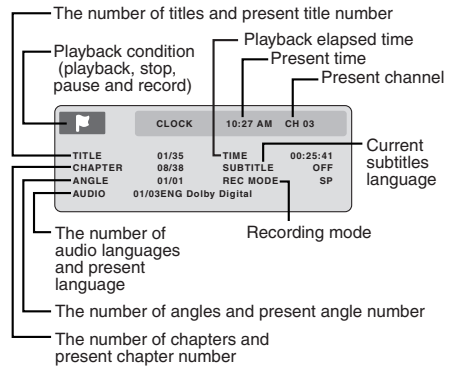 The number of titles and present title number
Playback condition
(playback, stop,
pause and record)
Playback elapsed time
Present time
Present channel
CLOCK 10:27 AM CH 03
TITLE 01/35 TIME 00:25:41
CHAPTER 08/38 SUBTITLE OFF
ANGLE 01/01 REC MODE SP
AUDIO 01/03ENG Dolby Digital
Current
subtitles
language
Recording mode
The number of
audio languages
and present
language
The number of angles and present angle number
The number of chapters and
present chapter number